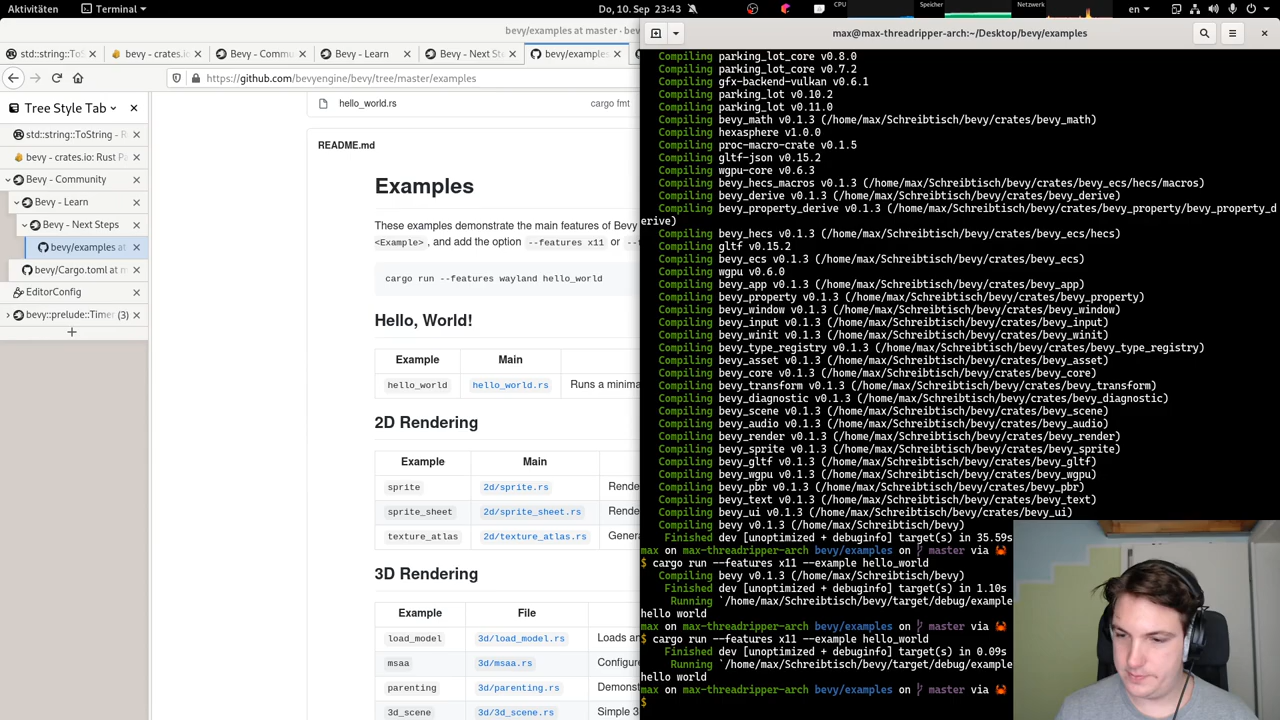 Aktivitäten
Terminal
Do, 10. Sep 23:43
CPU
Speicher
Netzwerk
en
bevyengine/bevy at master
std::string::ToS
bevy - crates.io:
Bevy - Commun
Bevy - Learn
Bevy - Next Step
bevy/examples
https://github.com/bevyengine/bevy/tree/master/examples
Tree Style Tab
std::string::ToString - R
bevy - crates.io: Rust Pa
Bevy - Community
Bevy - Learn
Bevy - Next Steps
bevy/examples at
bevy/Cargo.toml at m
EditorConfig
bevy::prelude::Timer (3)
hello_world.rs
cargo fmt
README.md
Examples
These examples demonstrate the main features of Bevy
<Example> , and add the option --features x11 or --f
cargo run --features wayland hello_world
Hello, World!
Example Main
hello_world hello_world.rs Runs a minima
2D Rendering
Example Main
sprite 2d/sprite.rs Rende
sprite_sheet 2d/sprite_sheet.rs Rende
texture_atlas 2d/texture_atlas.rs Genera
3D Rendering
Example File
load_model 3d/load_model.rs Loads an
msaa 3d/msaa.rs Configure
parenting 3d/parenting.rs Demonst
3d_scene 3d/3d_scene.rs Simple 3
max@max-threadripper-arch:~/Desktop/bevy/examples
Compiling parking_lot_core v0.8.0
Compiling parking_lot_core v0.7.2
Compiling gfx-backend-vulkan v0.6.1
Compiling parking_lot v0.10.2
Compiling parking_lot v0.11.0
Compiling bevy_math v0.1.3 (/home/max/Schreibtisch/bevy/crates/bevy_math)
Compiling hexasphere v1.0.0
Compiling proc-macro-crate v0.1.5
Compiling gltf-json v0.15.2
Compiling wgpu-core v0.6.3
Compiling bevy_hecs_macros v0.1.3 (/home/max/Schreibtisch/bevy/crates/bevy_ecs/hecs/macros)
Compiling bevy_derive v0.1.3 (/home/max/Schreibtisch/bevy/crates/bevy_derive)
Compiling bevy_property_derive v0.1.3 (/home/max/Schreibtisch/bevy/crates/bevy_property/bevy_property_d
erive)
Compiling bevy_hecs v0.1.3 (/home/max/Schreibtisch/bevy/crates/bevy_ecs/hecs)
Compiling gltf v0.15.2
Compiling bevy_ecs v0.1.3 (/home/max/Schreibtisch/bevy/crates/bevy_ecs)
Compiling wgpu v0.6.0
Compiling bevy_app v0.1.3 (/home/max/Schreibtisch/bevy/crates/bevy_app)
Compiling bevy_property v0.1.3 (/home/max/Schreibtisch/bevy/crates/bevy_property)
Compiling bevy_window v0.1.3 (/home/max/Schreibtisch/bevy/crates/bevy_window)
Compiling bevy_input v0.1.3 (/home/max/Schreibtisch/bevy/crates/bevy_input)
Compiling bevy_winit v0.1.3 (/home/max/Schreibtisch/bevy/crates/bevy_winit)
Compiling bevy_type_registry v0.1.3 (/home/max/Schreibtisch/bevy/crates/bevy_type_registry)
Compiling bevy_asset v0.1.3 (/home/max/Schreibtisch/bevy/crates/bevy_asset)
Compiling bevy_core v0.1.3 (/home/max/Schreibtisch/bevy/crates/bevy_core)
Compiling bevy_transform v0.1.3 (/home/max/Schreibtisch/bevy/crates/bevy_transform)
Compiling bevy_diagnostic v0.1.3 (/home/max/Schreibtisch/bevy/crates/bevy_diagnostic)
Compiling bevy_scene v0.1.3 (/home/max/Schreibtisch/bevy/crates/bevy_scene)
Compiling bevy_audio v0.1.3 (/home/max/Schreibtisch/bevy/crates/bevy_audio)
Compiling bevy_render v0.1.3 (/home/max/Schreibtisch/bevy/crates/bevy_render)
Compiling bevy_sprite v0.1.3 (/home/max/Schreibtisch/bevy/crates/bevy_sprite)
Compiling bevy_gltf v0.1.3 (/home/max/Schreibtisch/bevy/crates/bevy_gltf)
Compiling bevy_wgpu v0.1.3 (/home/max/Schreibtisch/bevy/crates/bevy_wgpu)
Compiling bevy_pbr v0.1.3 (/home/max/Schreibtisch/bevy/crates/bevy_pbr)
Compiling bevy_text v0.1.3 (/home/max/Schreibtisch/bevy/crates/bevy_text)
Compiling bevy_ui v0.1.3 (/home/max/Schreibtisch/bevy/crates/bevy_ui)
Compiling bevy v0.1.3 (/home/max/Schreibtisch/bevy)
Finished dev [unoptimized + debuginfo] target(s) in 35.59s
max on max-threadripper-arch bevy/examples on master via
$ cargo run --features x11 --example hello_world
Compiling bevy v0.1.3 (/home/max/Schreibtisch/bevy)
Finished dev [unoptimized + debuginfo] target(s) in 1.10s
Running `/home/max/Schreibtisch/bevy/target/debug/example
hello world
max on max-threadripper-arch bevy/examples on master via
$ cargo run --features x11 --example hello_world
Finished dev [unoptimized + debuginfo] target(s) in 0.09s
Running `/home/max/Schreibtisch/bevy/target/debug/example
hello world
max on max-threadripper-arch bevy/examples on master via
$